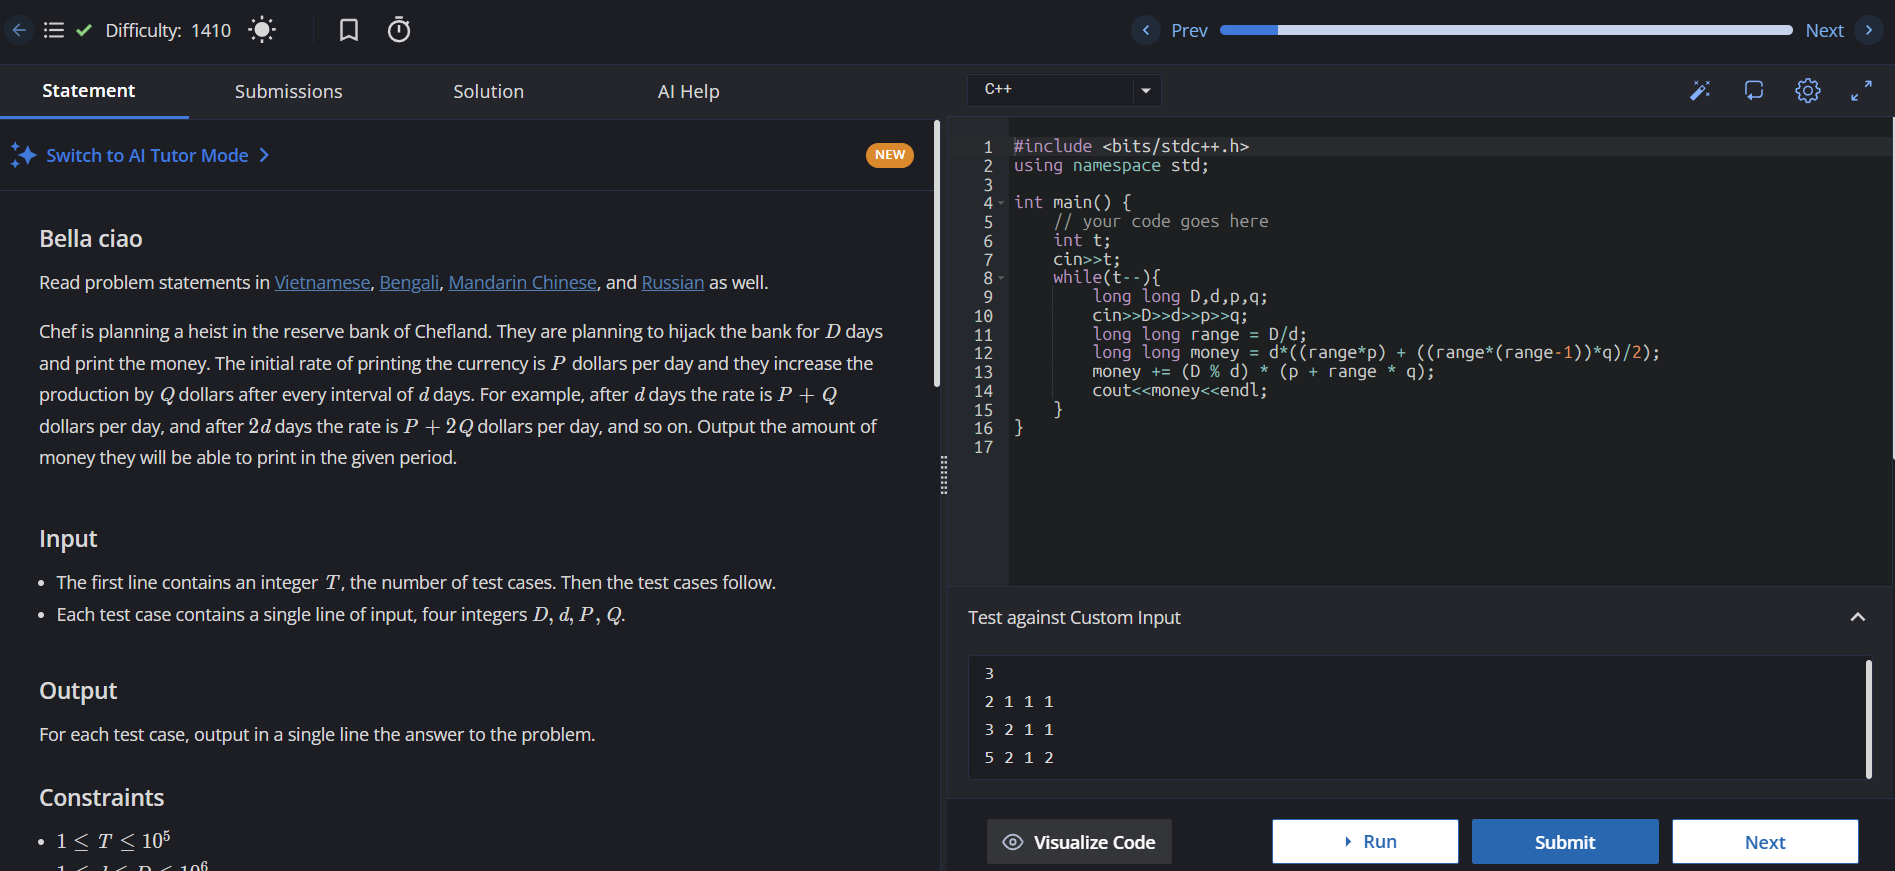 Difficulty: 1410
Prev
Next
Statement
Submissions
Solution
AI Help
C++
Switch to AI Tutor Mode
NEW
Bella ciao
Read problem statements in Vietnamese, Bengali, Mandarin Chinese, and Russian as well.
Chef is planning a heist in the reserve bank of Chefland. They are planning to hijack the bank for D days
and print the money. The initial rate of printing the currency is P dollars per day and they increase the
production by Q dollars after every interval of d days. For example, after d days the rate is P + Q
dollars per day, and after 2d days the rate is P + 2Q dollars per day, and so on. Output the amount of
money they will be able to print in the given period.
Input
• The first line contains an integer T, the number of test cases. Then the test cases follow.
• Each test case contains a single line of input, four integers D, d, P, Q.
Output
For each test case, output in a single line the answer to the problem.
Constraints
• 1 ≤ T ≤ 10⁵
1 ≤ d ≤ D ≤ 10⁶
1 #include <bits/stdc++.h>
2 using namespace std;
3
4 int main() {
5     // your code goes here
6     int t;
7     cin>>t;
8     while(t--){
9         long long D,d,p,q;
10         cin>>D>>d>>p>>q;
11         long long range = D/d;
12         long long money = d*((range*p) + ((range*(range-1))*q)/2);
13         money += (D % d) * (p + range * q);
14         cout<<money<<endl;
15     }
16 }
17
Test against Custom Input
3
2 1 1 1
3 2 1 1
5 2 1 2
Visualize Code
Run
Submit
Next